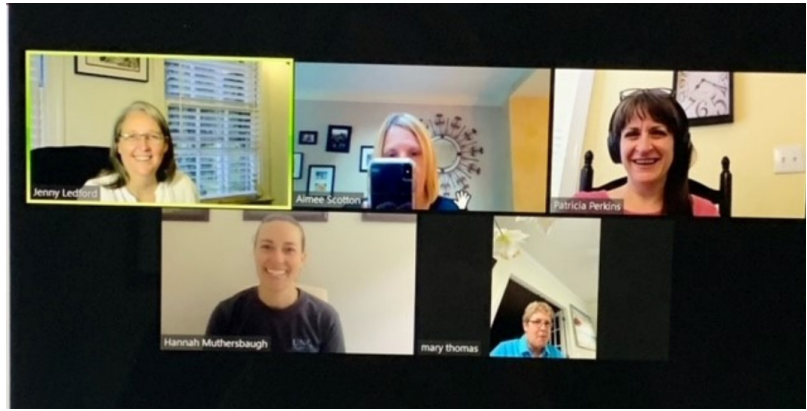 Jenny Ledford
Aimee Scotton
Patricia Perkins
Hannah Muthersbaugh
mary thomas